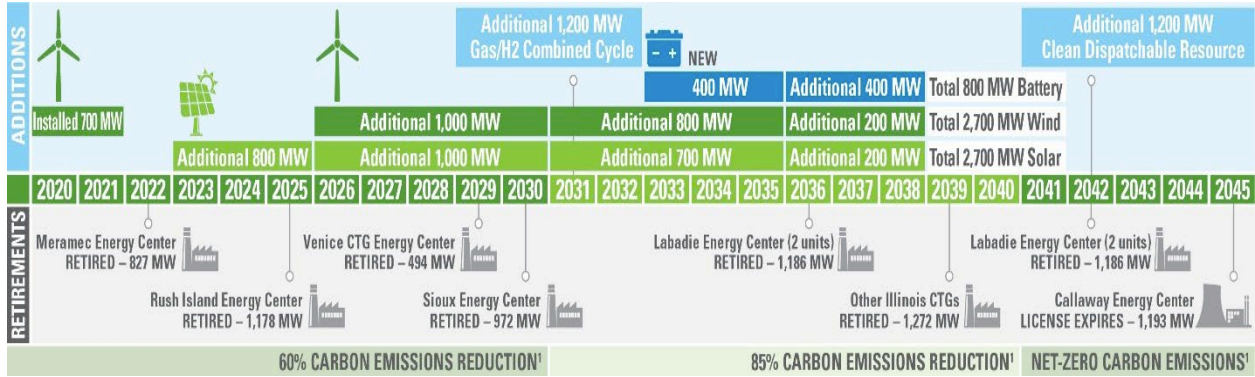 ADDITIONS
Additional 1,200 MW
Gas/H2 Combined Cycle
Additional 1,200 MW
Clean Dispatchable Resource
- +
NEW
400 MW
Additional 400 MW
Total 800 MW Battery
Installed 700 MW
Additional 1,000 MW
Additional 800 MW
Additional 200 MW
Total 2,700 MW Wind
Additional 800 MW
Additional 1,000 MW
Additional 700 MW
Additional 200 MW
Total 2,700 MW Solar
2020 2021 2022 2023 2024 2025 2026 2027 2028 2029 2030 2031 2032 2033 2034 2035 2036 2037 2038 2039 2040 2041 2042 2043 2044 2045
RETIREMENTS
Meramec Energy Center
RETIRED – 827 MW
Venice CTG Energy Center
RETIRED – 494 MW
Labadie Energy Center (2 units)
RETIRED – 1,186 MW
Labadie Energy Center (2 units)
RETIRED – 1,186 MW
Rush Island Energy Center
RETIRED – 1,178 MW
Sioux Energy Center
RETIRED – 972 MW
Other Illinois CTGs
RETIRED – 1,272 MW
Callaway Energy Center
LICENSE EXPIRES – 1,193 MW
60% CARBON EMISSIONS REDUCTION¹
85% CARBON EMISSIONS REDUCTION¹
NET-ZERO CARBON EMISSIONS¹